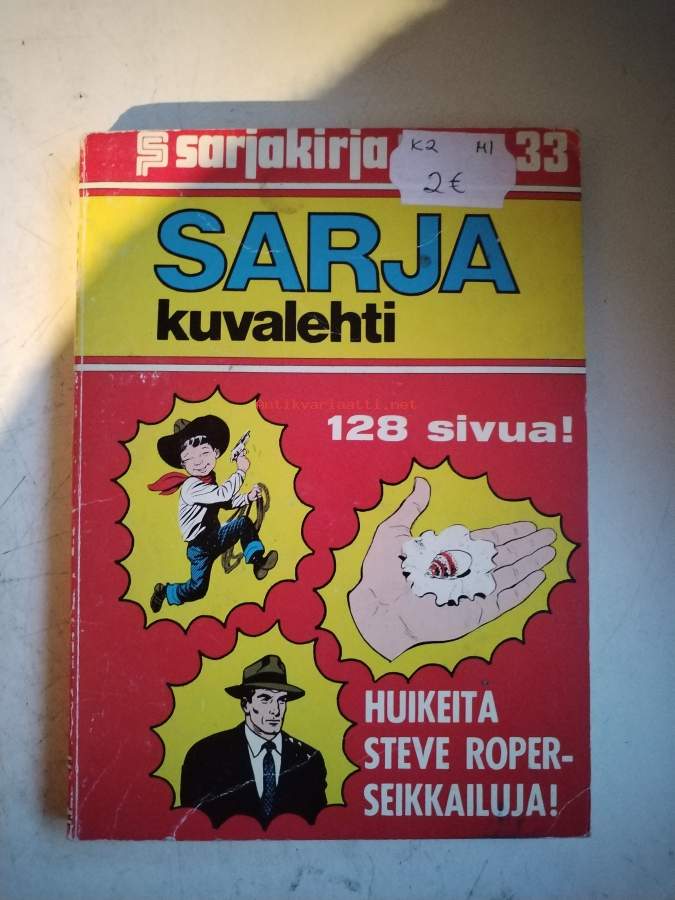 sarjakirja 33
K2 M1
2€
SARJA
kuvalehti
antikvariaatti.net
128 sivua!
HUIKEITA
STEVE ROPER-
SEIKKAILUJA!